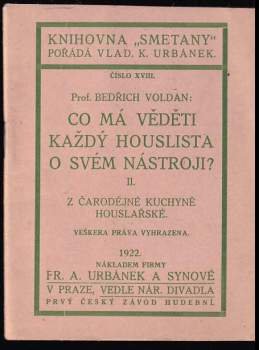 KNIHOVNA „SMETANY"
POŘÁDÁ VLAD. K. URBÁNEK.
ČÍSLO XVIII.
Prof. BEDŘICH VOLDAN:
CO MÁ VĚDĚTI
KAŽDÝ HOUSLISTA
O SVÉM NÁSTROJI?
II.
Z ČARODĚJNÉ KUCHYNĚ
HOUSLAŘSKÉ.
VEŠKERA PRÁVA VYHRAZENA.
1922.
NÁKLADEM FIRMY
FR. A. URBÁNEK A SYNOVÉ
V PRAZE, VEDLE NÁR. DIVADLA
PRVÝ ČESKÝ ZÁVOD HUDEBNÍ